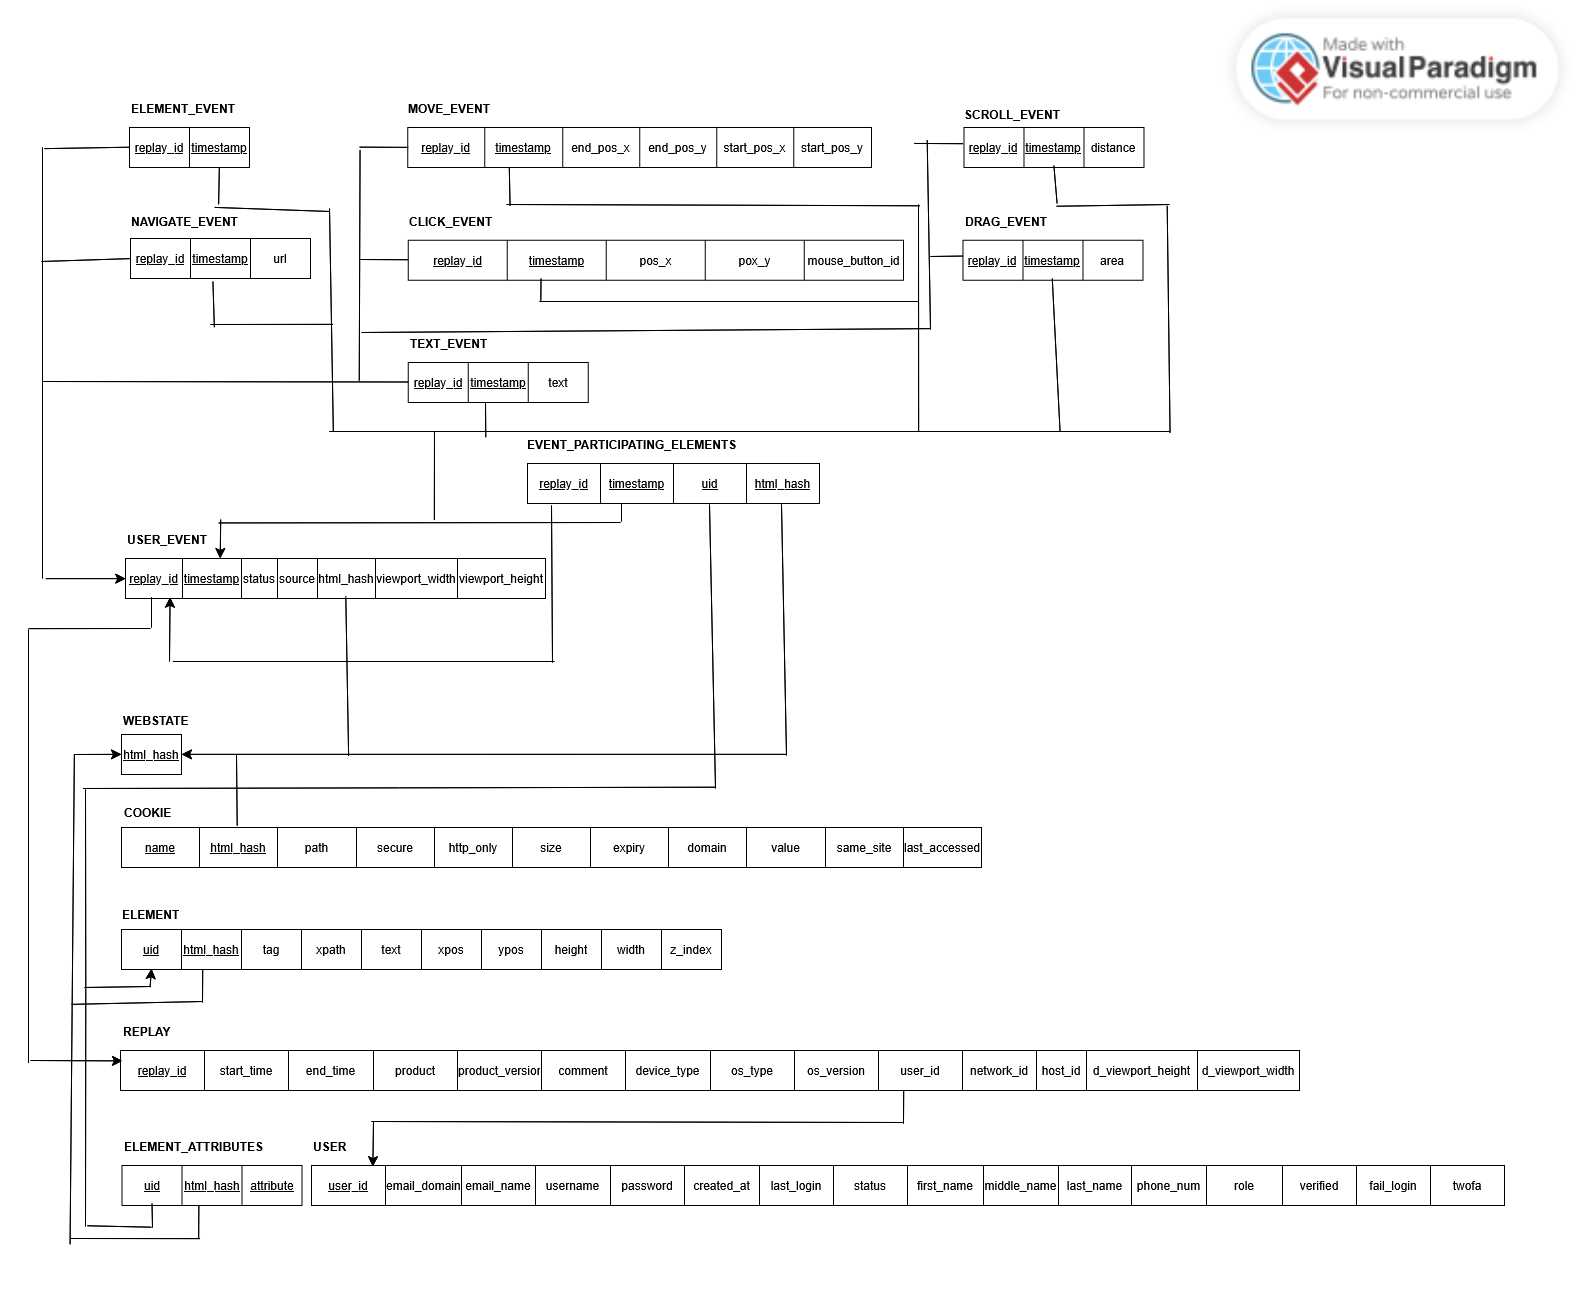 Made with
Visual Paradigm
For non-commercial use
ELEMENT_EVENT
replay_id timestamp
MOVE_EVENT
replay_id timestamp end_pos_x end_pos_y start_pos_x start_pos_y
SCROLL_EVENT
replay_id timestamp distance
NAVIGATE_EVENT
replay_id timestamp url
CLICK_EVENT
replay_id timestamp pos_x pox_y mouse_button_id
DRAG_EVENT
replay_id timestamp area
TEXT_EVENT
replay_id timestamp text
EVENT_PARTICIPATING_ELEMENTS
replay_id timestamp uid html_hash
USER_EVENT
replay_id timestamp status source html_hash viewport_width viewport_height
WEBSTATE
html_hash
COOKIE
name html_hash path secure http_only size expiry domain value same_site last_accessed
ELEMENT
uid html_hash tag xpath text xpos ypos height width z_index
REPLAY
replay_id start_time end_time product product_version comment device_type os_type os_version user_id network_id host_id d_viewport_height d_viewport_width
ELEMENT_ATTRIBUTES
uid html_hash attribute
USER
user_id email_domain email_name username password created_at last_login status first_name middle_name last_name phone_num role verified fail_login twofa